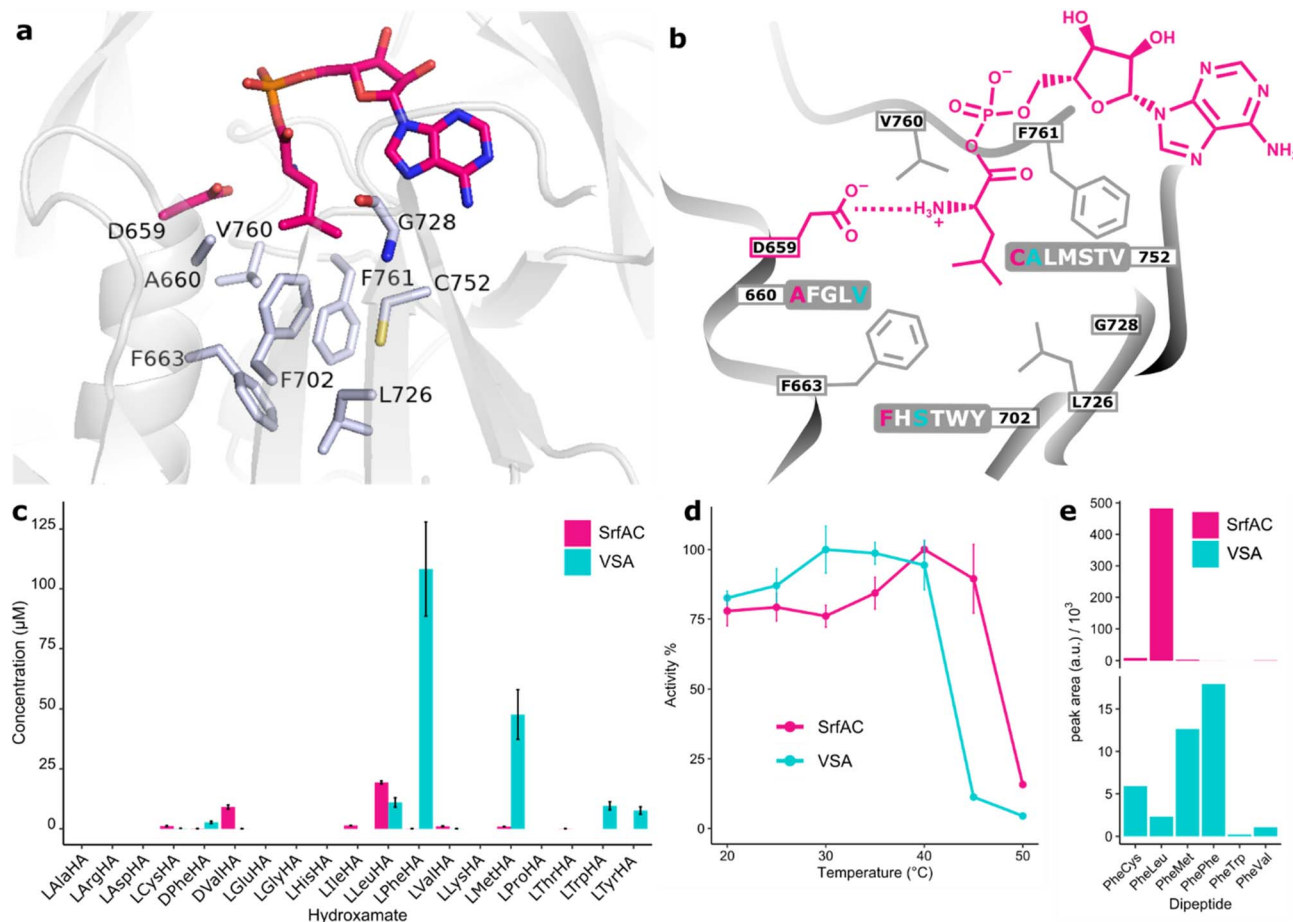 a
D659
V760
G728
A660
F761
C752
F663
F702
L726
b
HO
OH
O⁻
O=P
O
O
O
N
N
N
N
NH₂
V760
F761
O⁻
O
H₃N
+
O
O
D659
CALMSTV 752
660 AFGLV
G728
F663
L726
FHSTWY 702
c
SrfAC
VSA
Concentration (μM)
125
100
75
50
25
0
LAlaHA
LArgHA
LAspHA
LCysHA
DPheHA
DValHA
LGluHA
LGlyHA
LHisHA
LIleHA
LLeuHA
LPheHA
LValHA
LLysHA
LMetHA
LProHA
LThrHA
LTrpHA
LTyrHA
Hydroxamate
d
Activity %
100
75
50
25
0
SrfAC
VSA
20
30
40
50
Temperature (°C)
e
peak area (a.u.) / 10³
500
400
300
200
100
0
SrfAC
VSA
15
10
5
0
PheCys
PheLeu
PheMet
PhePhe
PheTrp
PheVal
Dipeptide